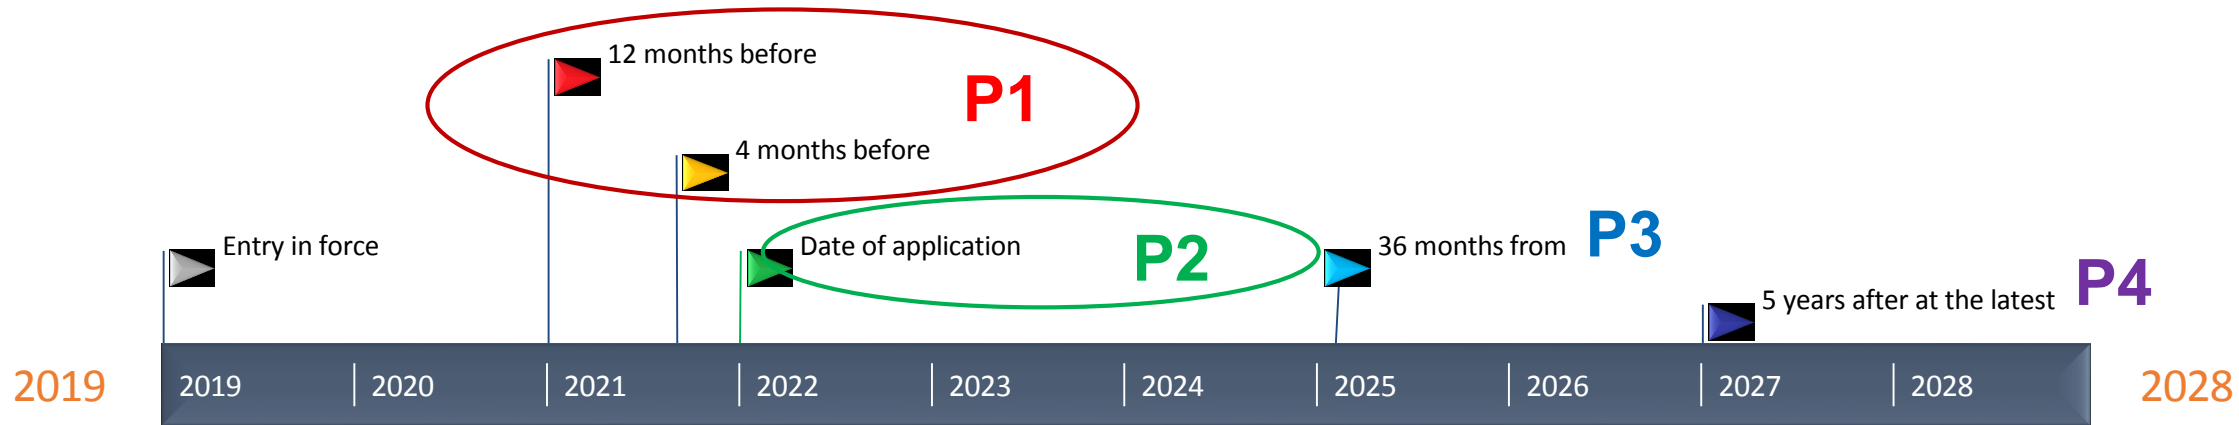 12 months before
P1
4 months before
Entry in force
Date of application
P2
36 months from
P3
5 years after at the latest
P4
2019
2019 2020 2021 2022 2023 2024 2025 2026 2027 2028
2028